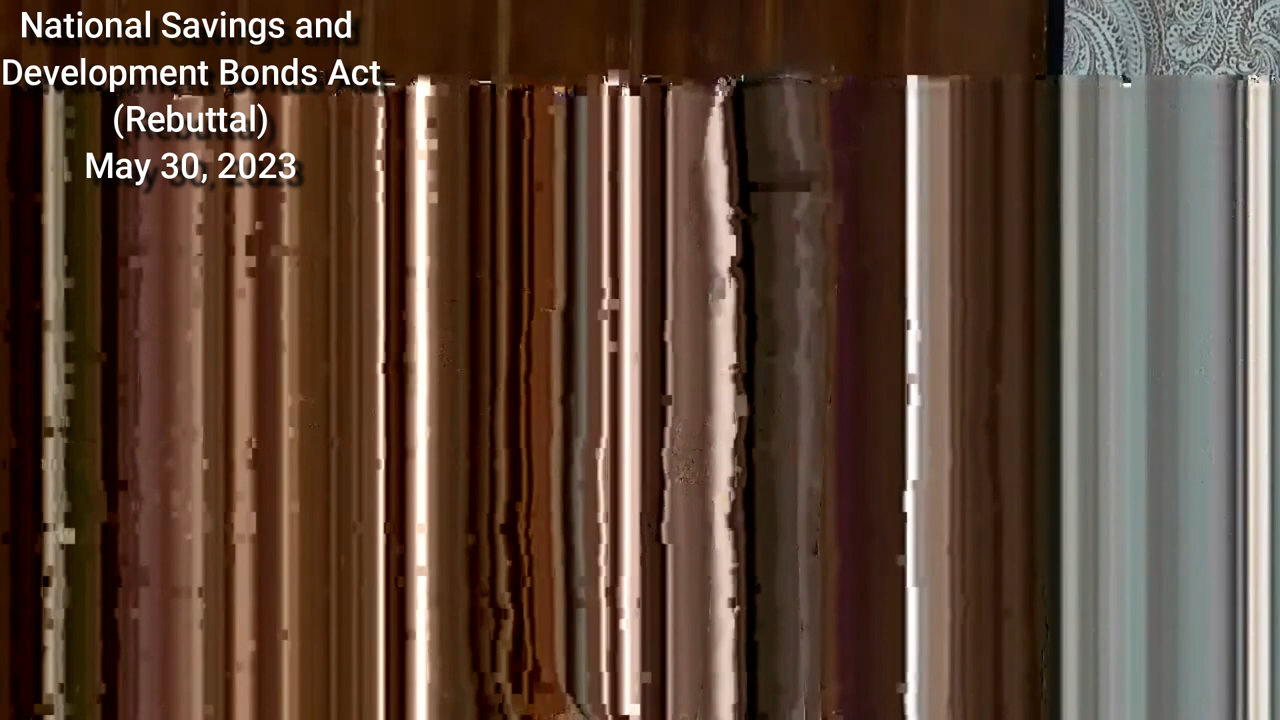 National Savings and
Development Bonds Act
(Rebuttal)
May 30, 2023